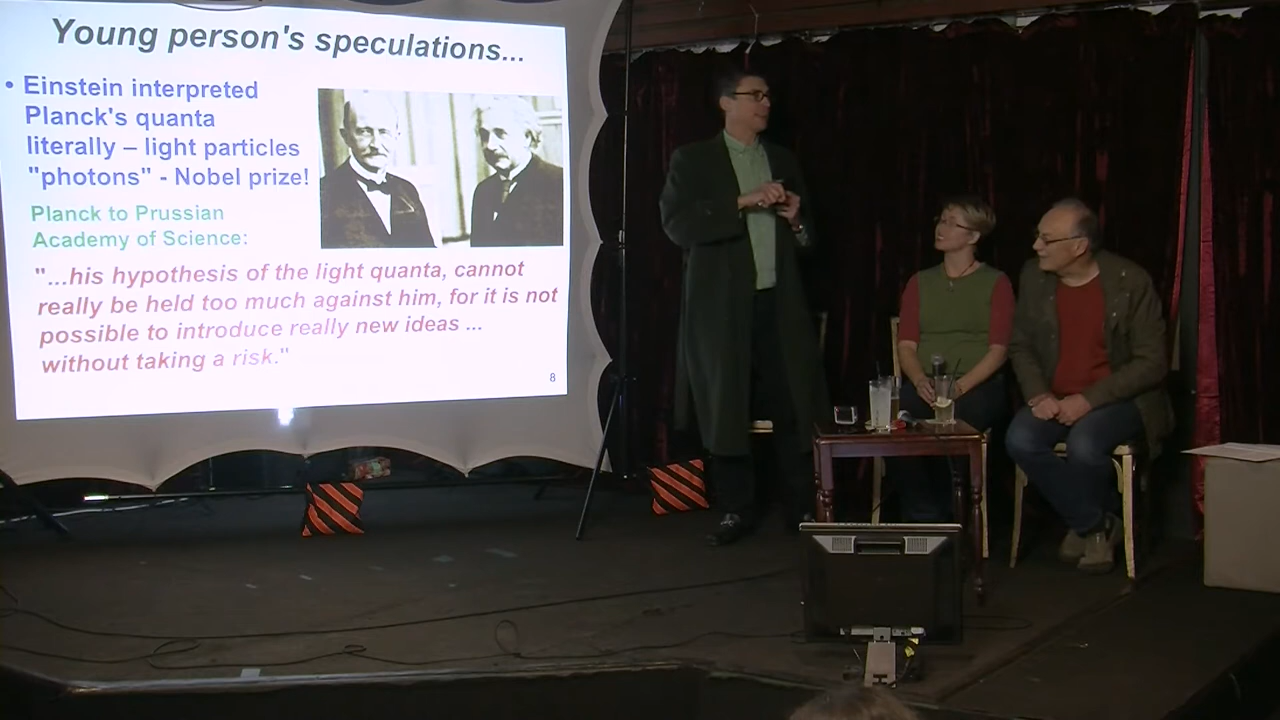 Young person's speculations...
• Einstein interpreted
Planck's quanta
literally – light particles
"photons" - Nobel prize!
Planck to Prussian
Academy of Science:
"...his hypothesis of the light quanta, cannot
really be held too much against him, for it is not
possible to introduce really new ideas ...
without taking a risk."
8